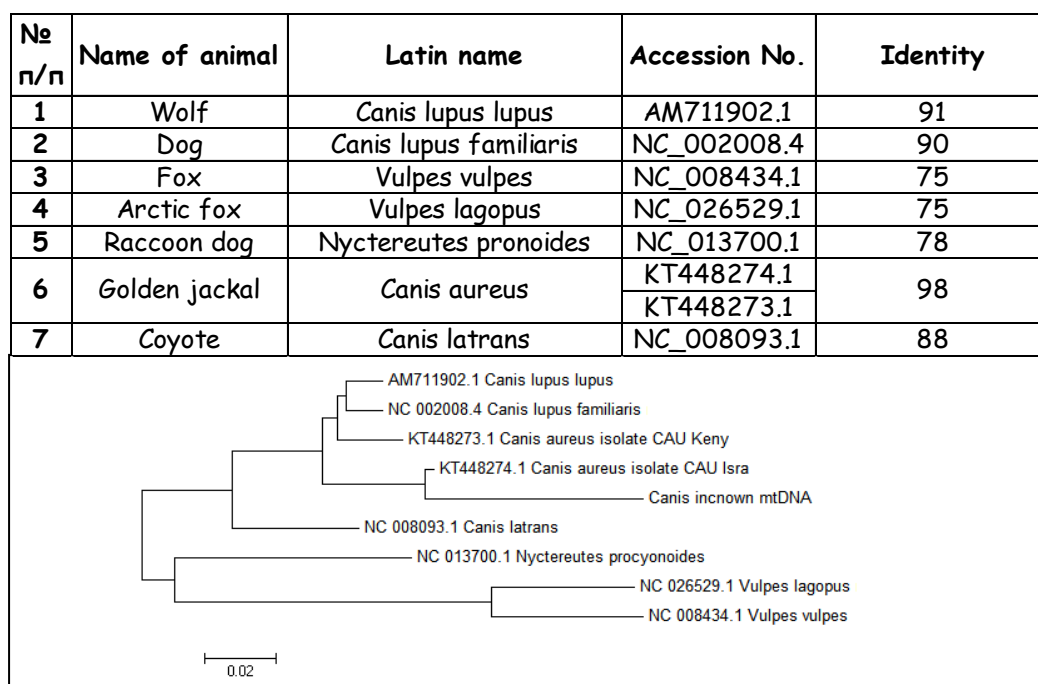 № п/п Name of animal Latin name Accession No. Identity
1 Wolf Canis lupus lupus AM711902.1 91
2 Dog Canis lupus familiaris NC_002008.4 90
3 Fox Vulpes vulpes NC_008434.1 75
4 Arctic fox Vulpes lagopus NC_026529.1 75
5 Raccoon dog Nyctereutes pronoides NC_013700.1 78
6 Golden jackal Canis aureus KT448274.1 98
KT448273.1
7 Coyote Canis latrans NC_008093.1 88
AM711902.1 Canis lupus lupus
NC 002008.4 Canis lupus familiaris
KT448273.1 Canis aureus isolate CAU Keny
KT448274.1 Canis aureus isolate CAU Isra
Canis incnown mtDNA
NC 008093.1 Canis latrans
NC 013700.1 Nyctereutes procyonoides
NC 026529.1 Vulpes lagopus
NC 008434.1 Vulpes vulpes
0.02